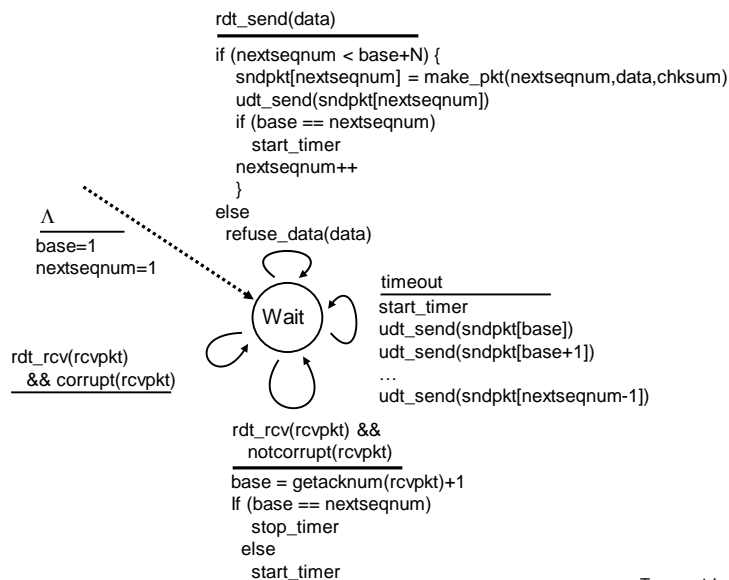 rdt_send(data)
if (nextseqnum < base+N) {
sndpkt[nextseqnum] = make_pkt(nextseqnum,data,chksum)
udt_send(sndpkt[nextseqnum])
if (base == nextseqnum)
start_timer
nextseqnum++
}
else
refuse_data(data)
Λ
base=1
nextseqnum=1
Wait
timeout
start_timer
udt_send(sndpkt[base])
udt_send(sndpkt[base+1])
…
udt_send(sndpkt[nextseqnum-1])
rdt_rcv(rcvpkt)
&& corrupt(rcvpkt)
rdt_rcv(rcvpkt) &&
notcorrupt(rcvpkt)
base = getacknum(rcvpkt)+1
If (base == nextseqnum)
stop_timer
else
start_timer